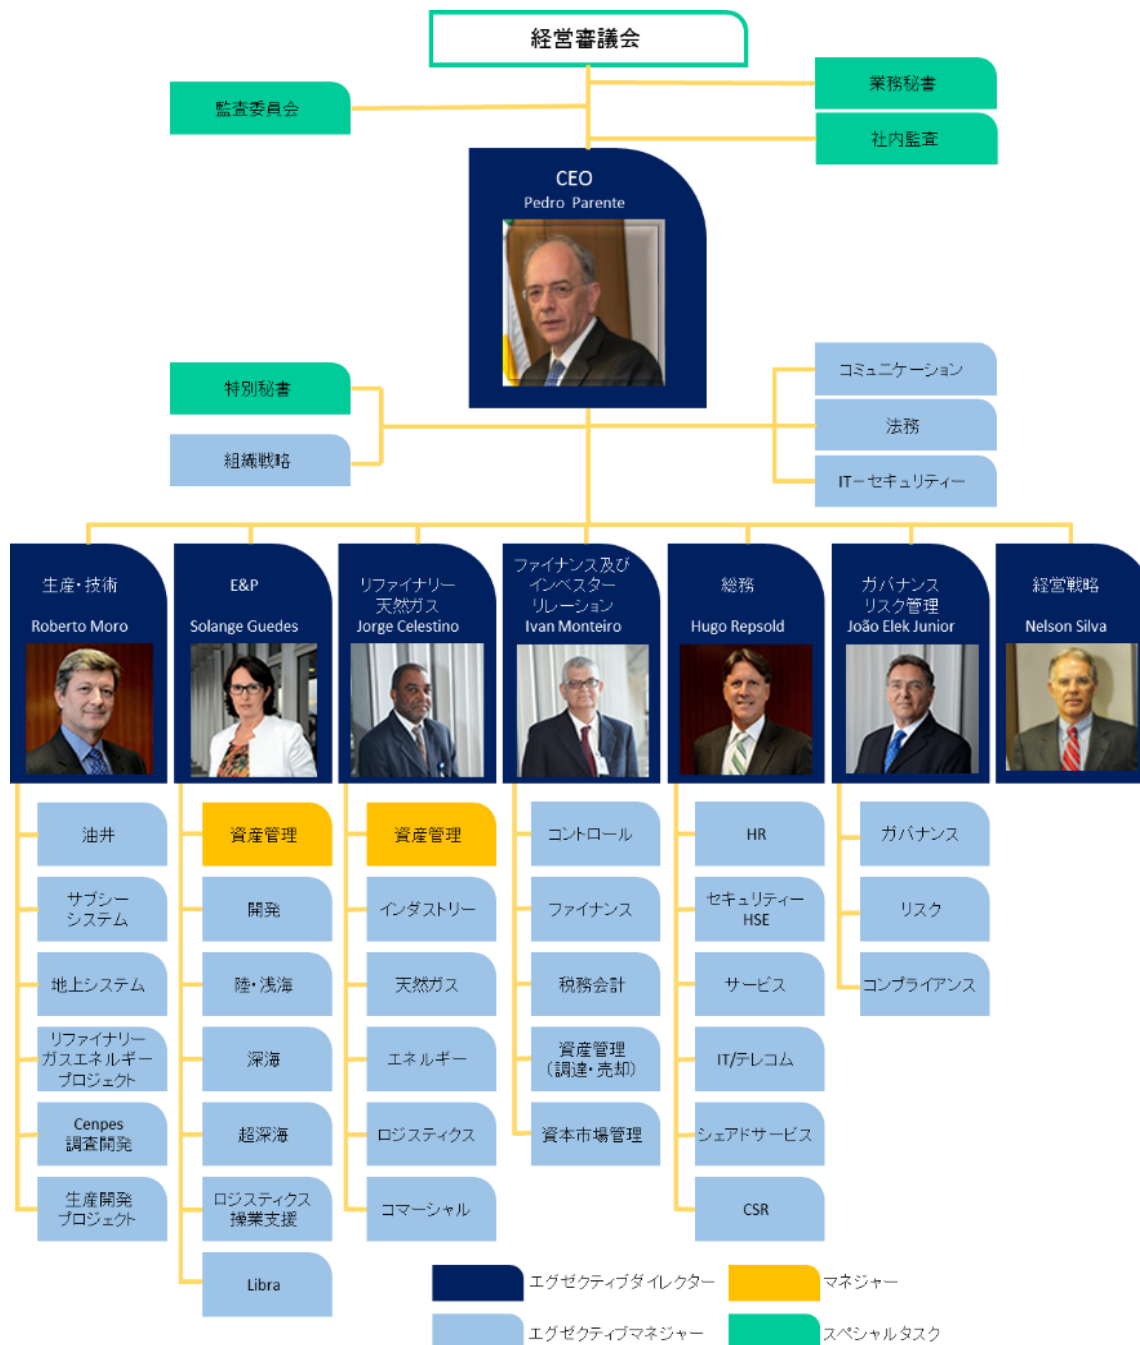 経営審議会
監査委員会
業務秘書
社内監査
CEO
Pedro Parente
特別秘書
組織戦略
コミュニケーション
法務
IT－セキュリティー
生産・技術
Roberto Moro
E&P
Solange Guedes
リファイナリー
天然ガス
Jorge Celestino
ファイナンス及び
インベスター
リレーション
Ivan Monteiro
総務
Hugo Repsold
ガバナンス
リスク管理
João Elek Junior
経営戦略
Nelson Silva
油井
サブシー
システム
地上システム
リファイナリー
ガスエネルギー
プロジェクト
Cenpes
調査開発
生産開発
プロジェクト
資産管理
開発
陸・浅海
深海
超深海
ロジスティクス
操業支援
Libra
資産管理
インダストリー
天然ガス
エネルギー
ロジスティクス
コマーシャル
コントロール
ファイナンス
税務会計
資産管理
（調達・売却）
資本市場管理
HR
セキュリティー
HSE
サービス
IT/テレコム
シェアドサービス
CSR
ガバナンス
リスク
コンプライアンス
エグゼクティブダイレクター
マネジャー
エグゼクティブマネジャー
スペシャルタスク